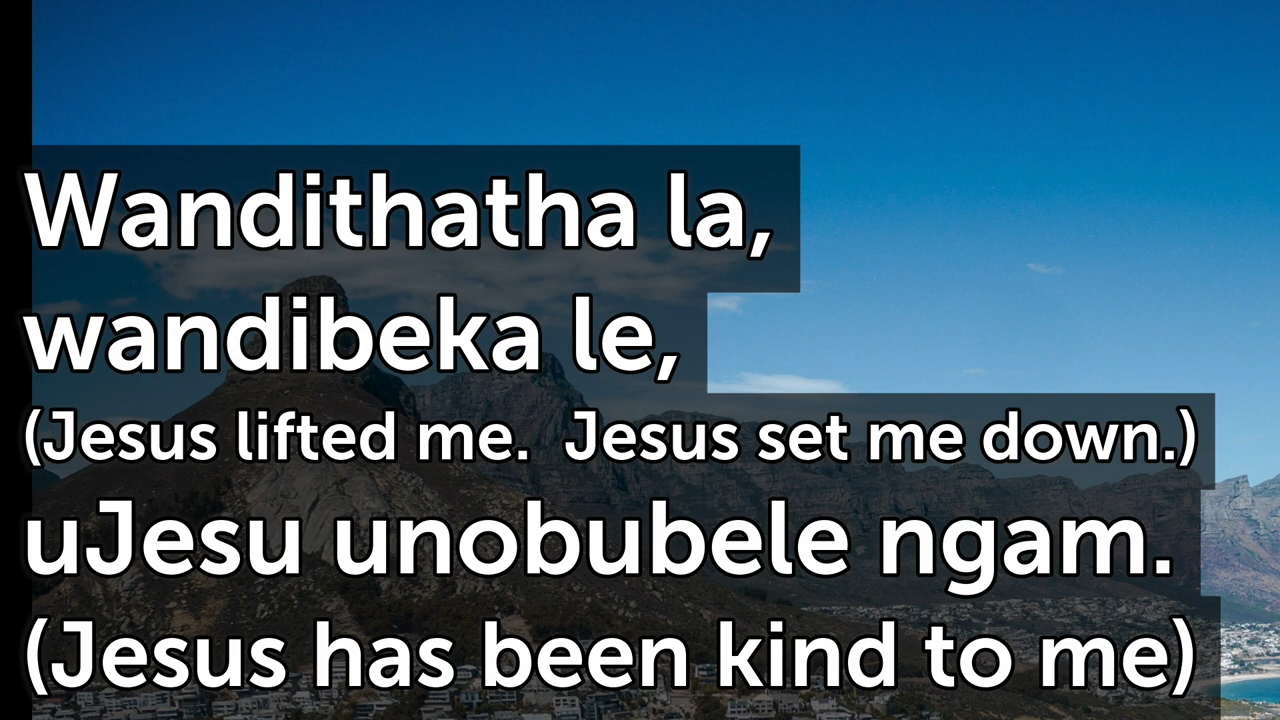 Wandithatha la,
wandibeka le,
(Jesus lifted me.  Jesus set me down.)
uJesu unobubele ngam.
(Jesus has been kind to me)